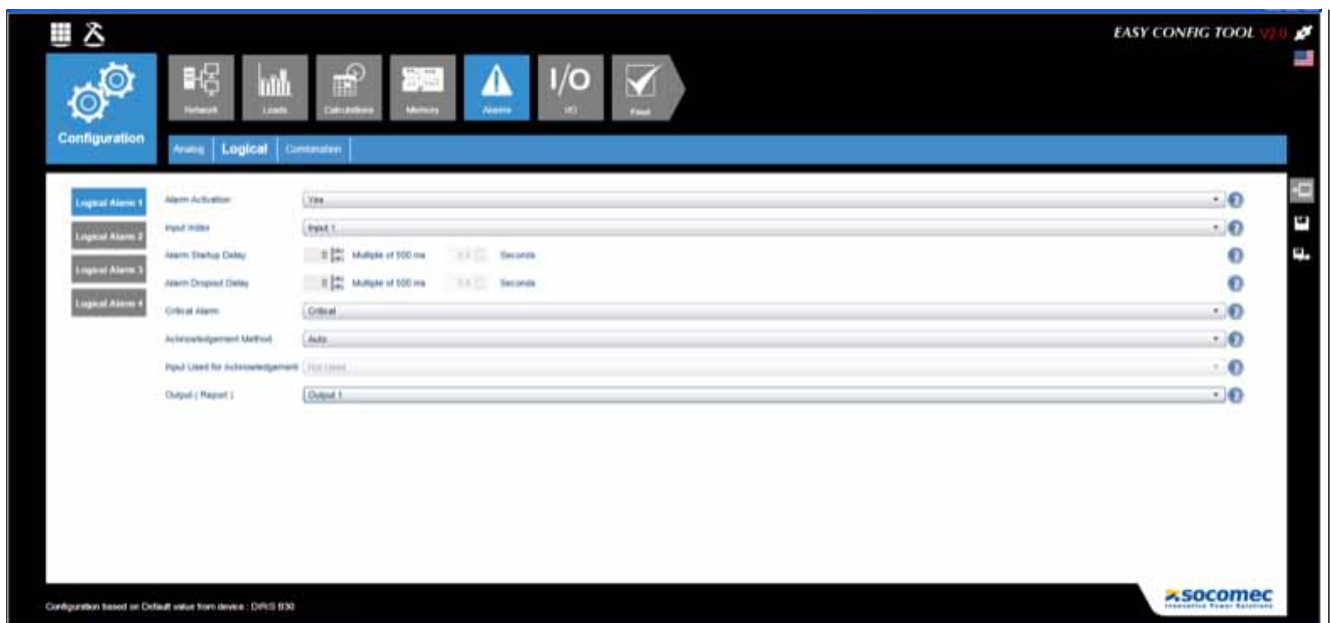 EASY CONFIG TOOL V2.0
Configuration
Network
Loads
Calculations
Memory
Alarms
I/O
I/O
Analog
Logical
Combination
Logical Alarm 1
Logical Alarm 2
Logical Alarm 3
Logical Alarm 4
Alarm Activation
Yes
Input Index
Input 1
Alarm Startup Delay
0
Multiple of 500 ms
Seconds
Alarm Dropout Delay
0
Multiple of 500 ms
Seconds
Critical Alarm
Critical
Acknowledgement Method
Auto
Input Used for Acknowledgement
Not Used
Output ( Report )
Output 1
Configuration based on Default value from device : DIRIS B30
socomec
Innovative Power Solutions